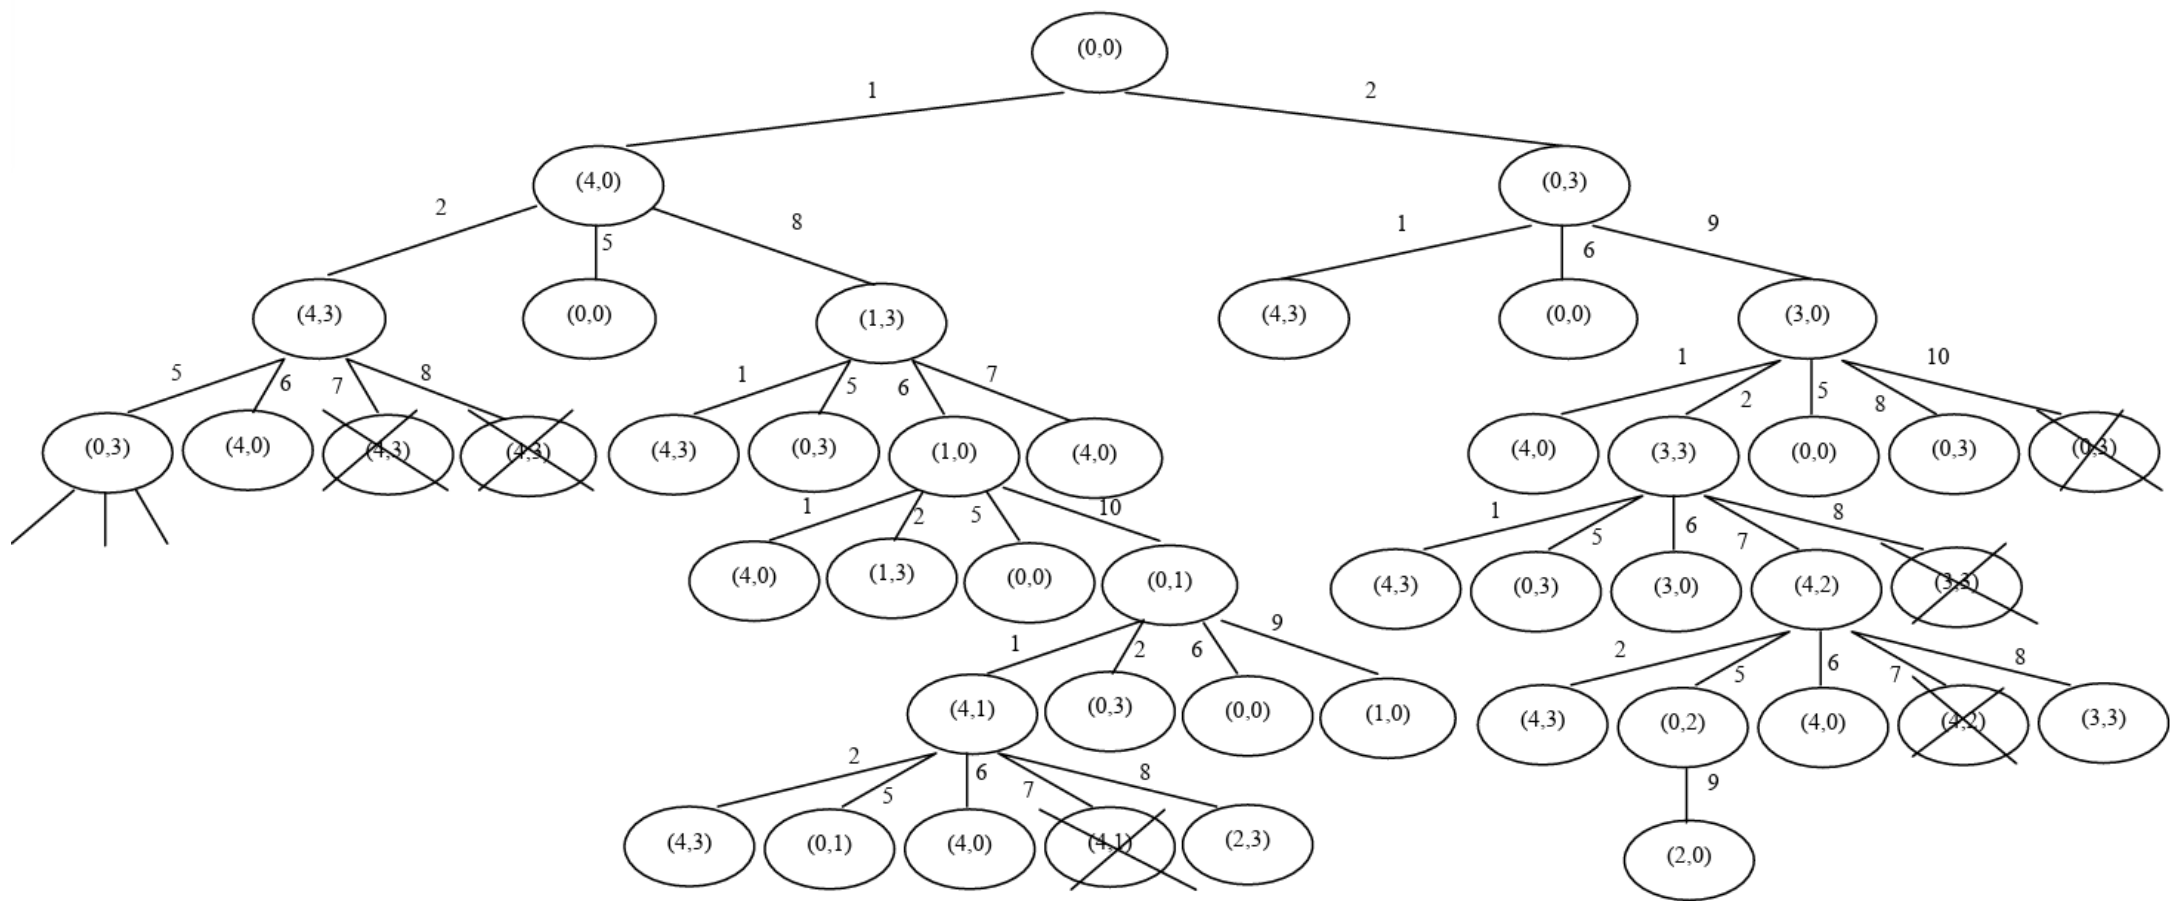 (0,0)
1 2
(4,0) (0,3)
2 5 8 1 6 9
(4,3) (0,0) (1,3) (4,3) (0,0) (3,0)
5 6 7 8 1 5 6 7 1 2 5 8 10
(0,3) (4,0) (4,3) (4,3) (4,3) (0,3) (1,0) (4,0) (4,0) (3,3) (0,0) (0,3) (0,3)
1 2 5 10 1 5 6 7 8
(4,0) (1,3) (0,0) (0,1) (4,3) (0,3) (3,0) (4,2) (3,3)
1 2 6 9 2 5 6 7 8
(4,1) (0,3) (0,0) (1,0) (4,3) (0,2) (4,0) (4,2) (3,3)
2 5 6 7 8 9
(4,3) (0,1) (4,0) (4,1) (2,3) (2,0)